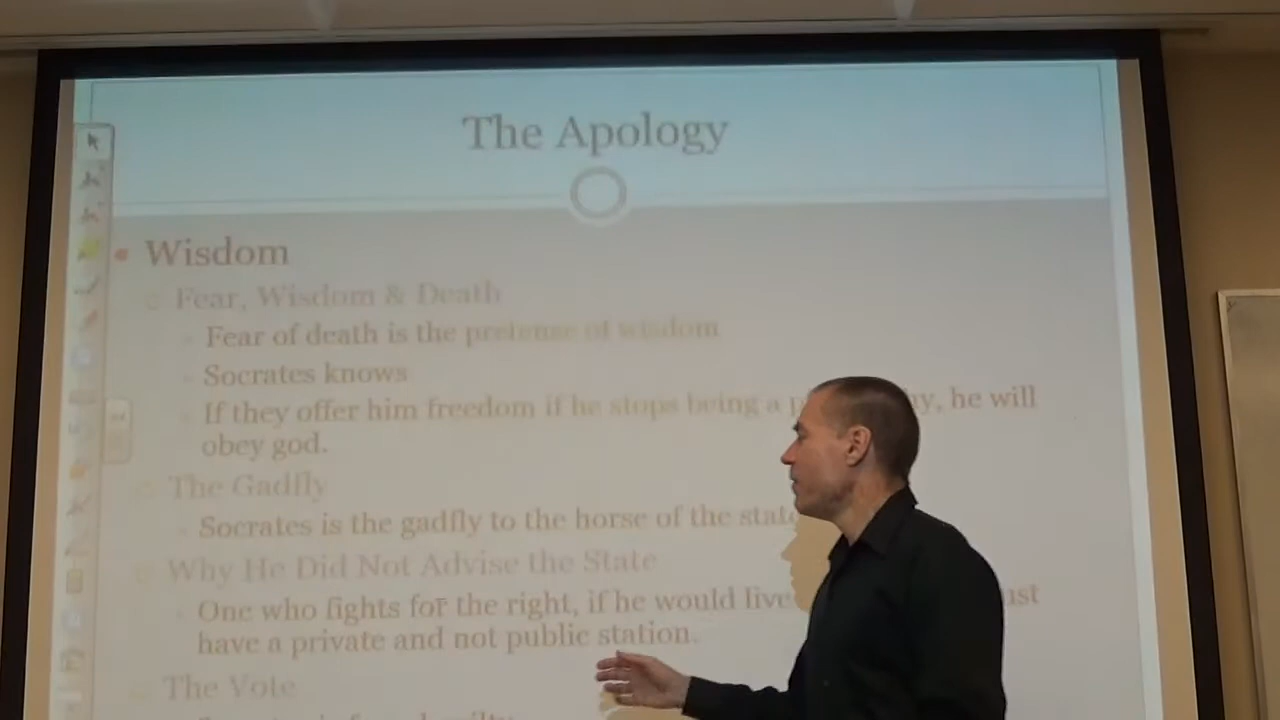 The Apology
Wisdom
Fear, Wisdom & Death
Fear of death is the pretense of wisdom
Socrates knows
If they offer him freedom if he stops being a he will
obey god.
The Gadfly
Socrates is the gadfly to the horse of the state
Why He Did Not Advise the State
One who fights for the right, if he would live
have a private and not public station.
The Vote